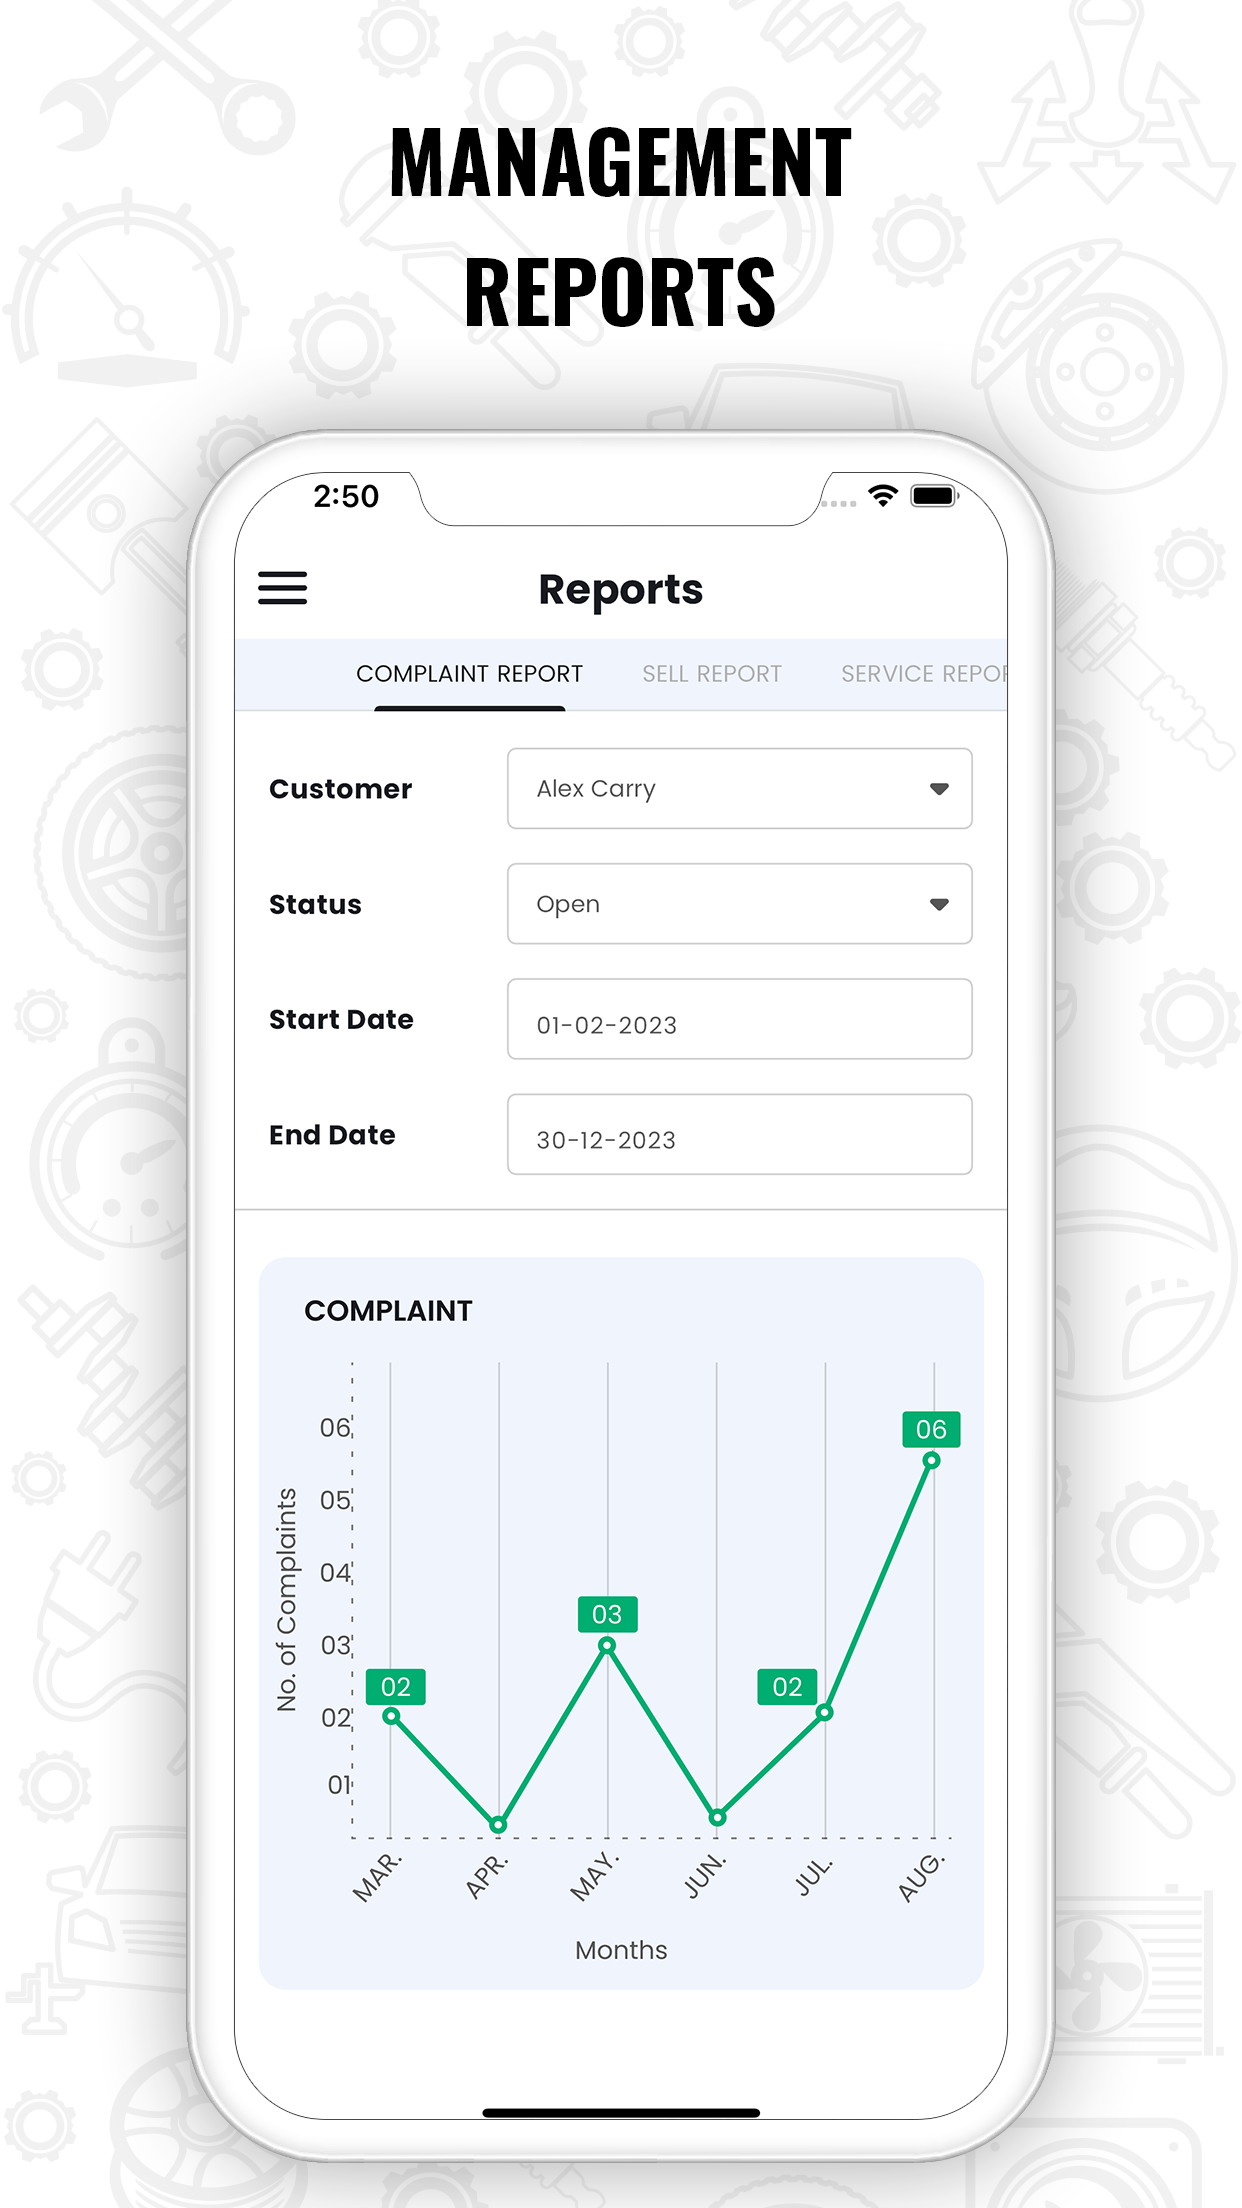 MANAGEMENT
REPORTS
2:50
Reports
COMPLAINT REPORT SELL REPORT SERVICE REPOR
Customer Alex Carry
Status Open
Start Date 01-02-2023
End Date 30-12-2023
COMPLAINT
No. of Complaints
06
05
04
03
02
01
02
03
02
06
MAR. APR. MAY. JUN. JUL. AUG.
Months